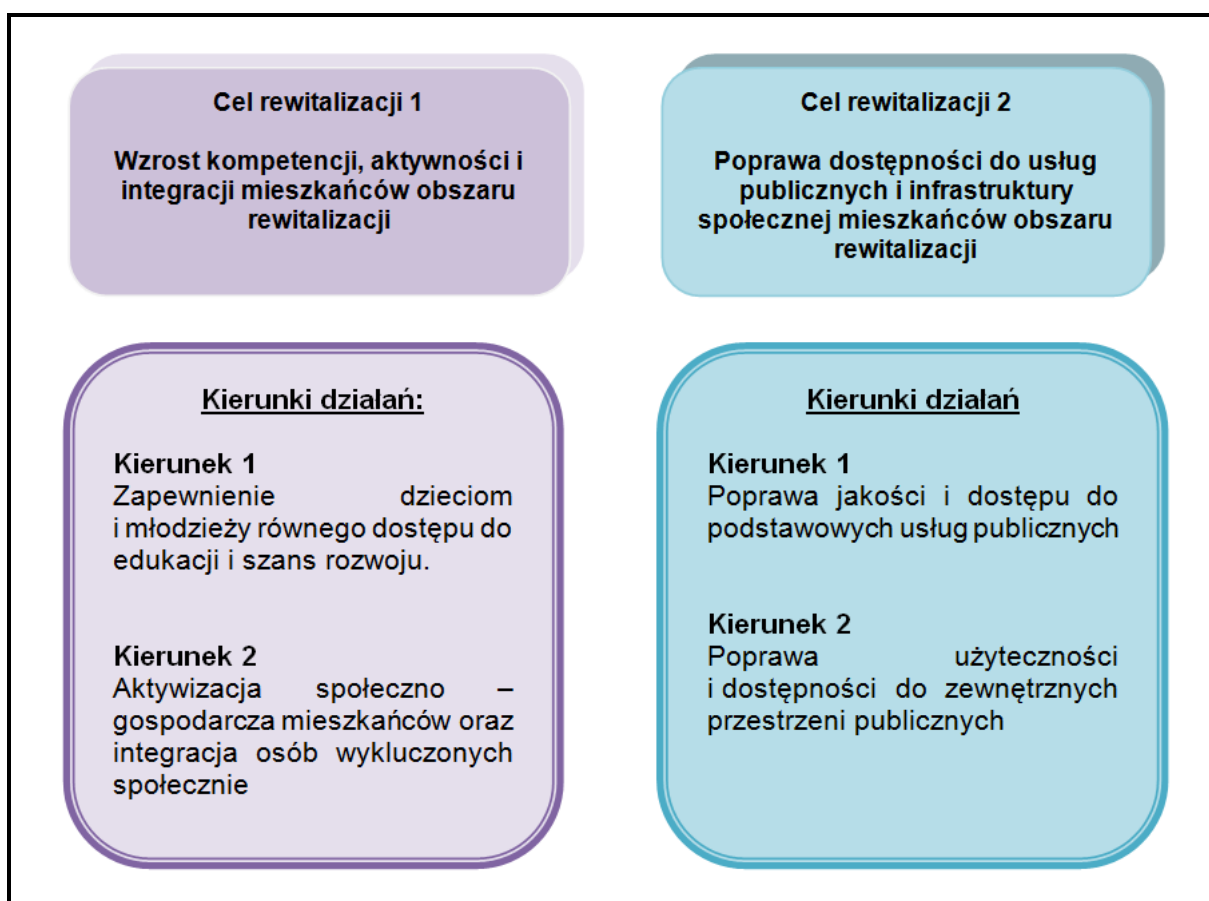 Cel rewitalizacji 1
Wzrost kompetencji, aktywności i
integracji mieszkańców obszaru
rewitalizacji
Cel rewitalizacji 2
Poprawa dostępności do usług
publicznych i infrastruktury
społecznej mieszkańców obszaru
rewitalizacji
Kierunki działań:
Kierunek 1
Zapewnienie dzieciom
i młodzieży równego dostępu do
edukacji i szans rozwoju.
Kierunek 2
Aktywizacja społeczno –
gospodarcza mieszkańców oraz
integracja osób wykluczonych
społecznie
Kierunki działań
Kierunek 1
Poprawa jakości i dostępu do
podstawowych usług publicznych
Kierunek 2
Poprawa użyteczności
i dostępności do zewnętrznych
przestrzeni publicznych